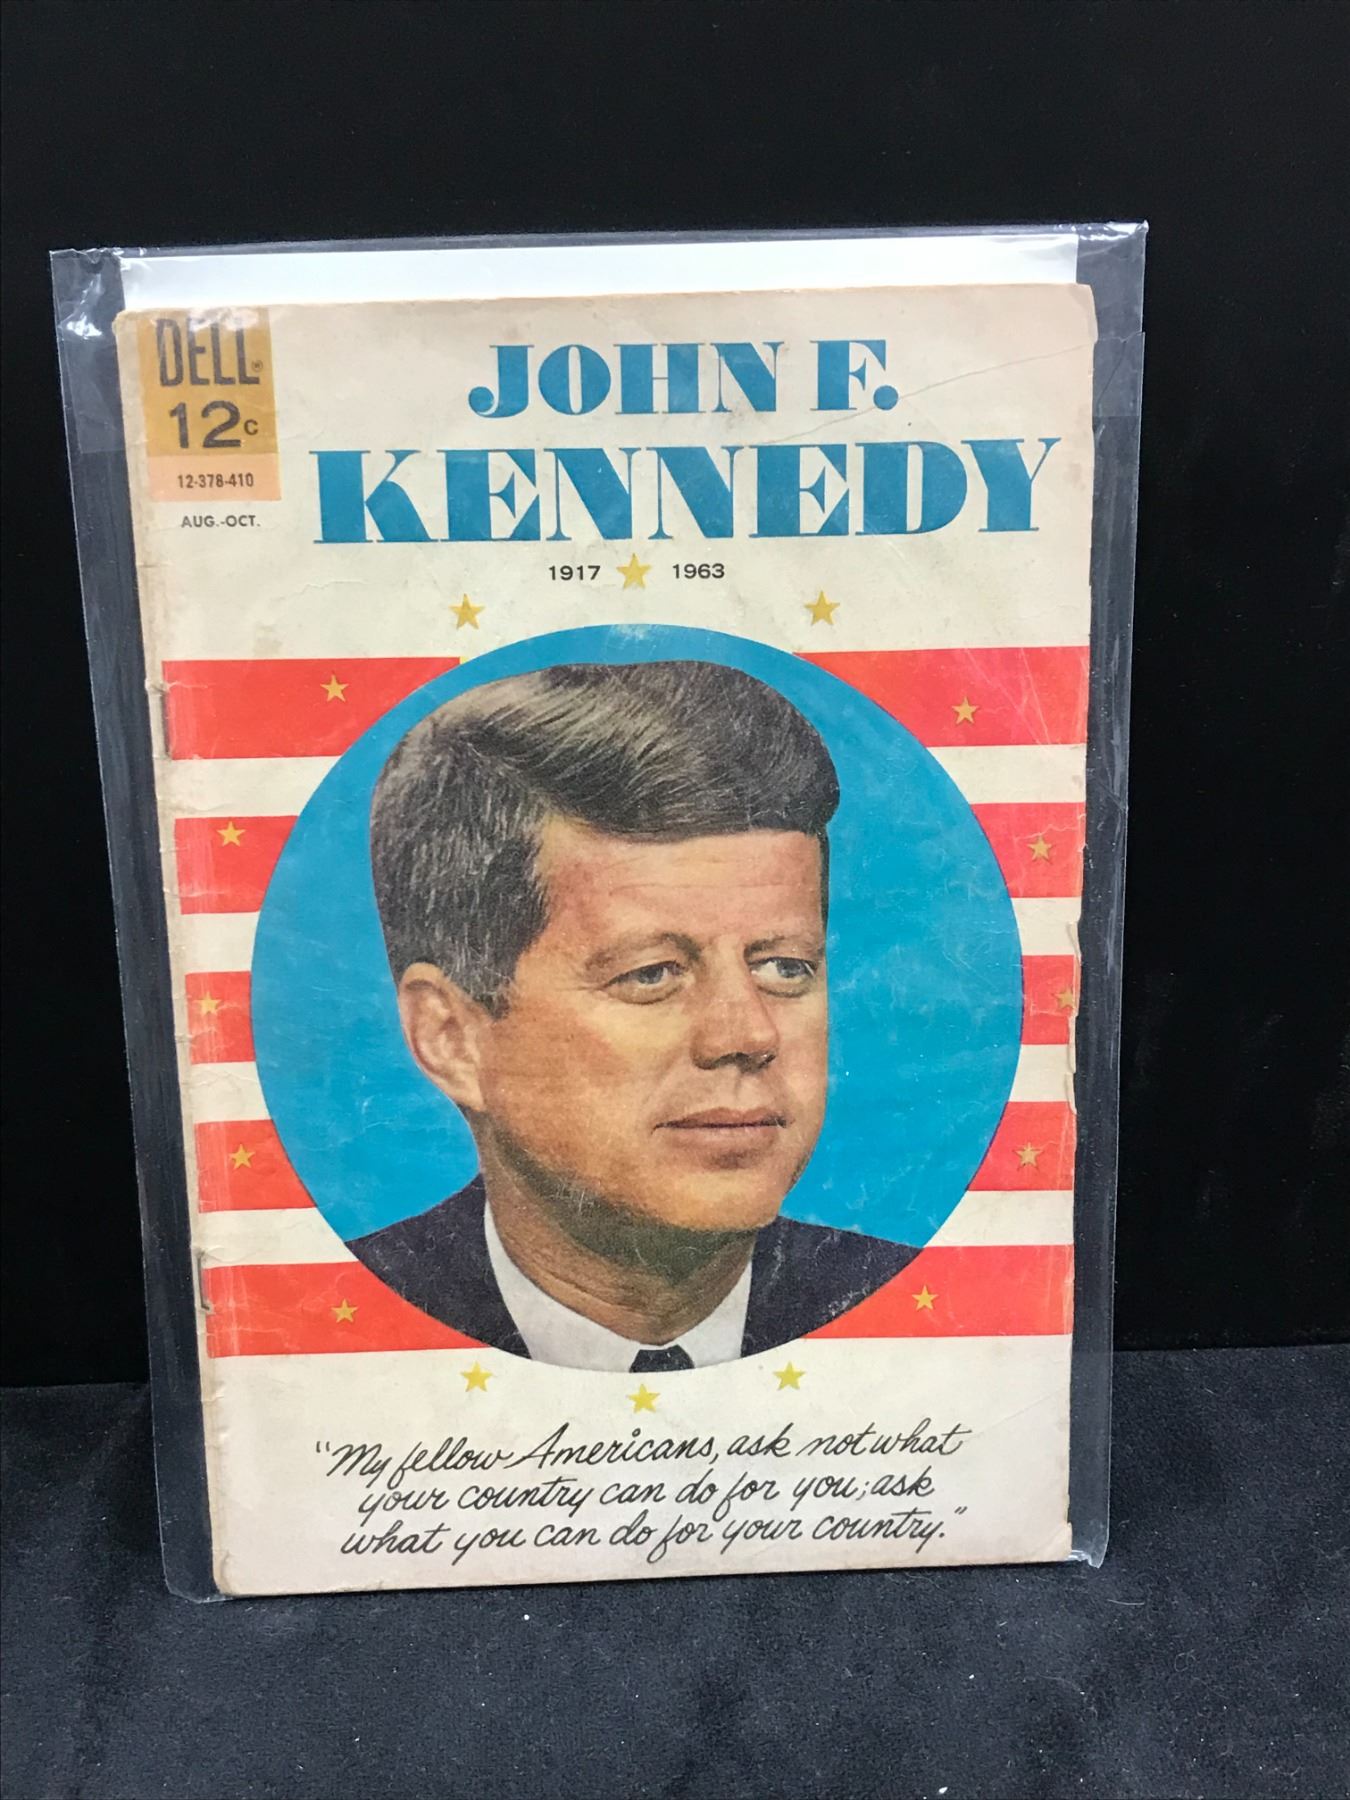 DELL®
12c
12-378-410
AUG.-OCT.
JOHN F.
KENNEDY
1917 1963
"My fellow Americans, ask not what
your country can do for you; ask
what you can do for your country."